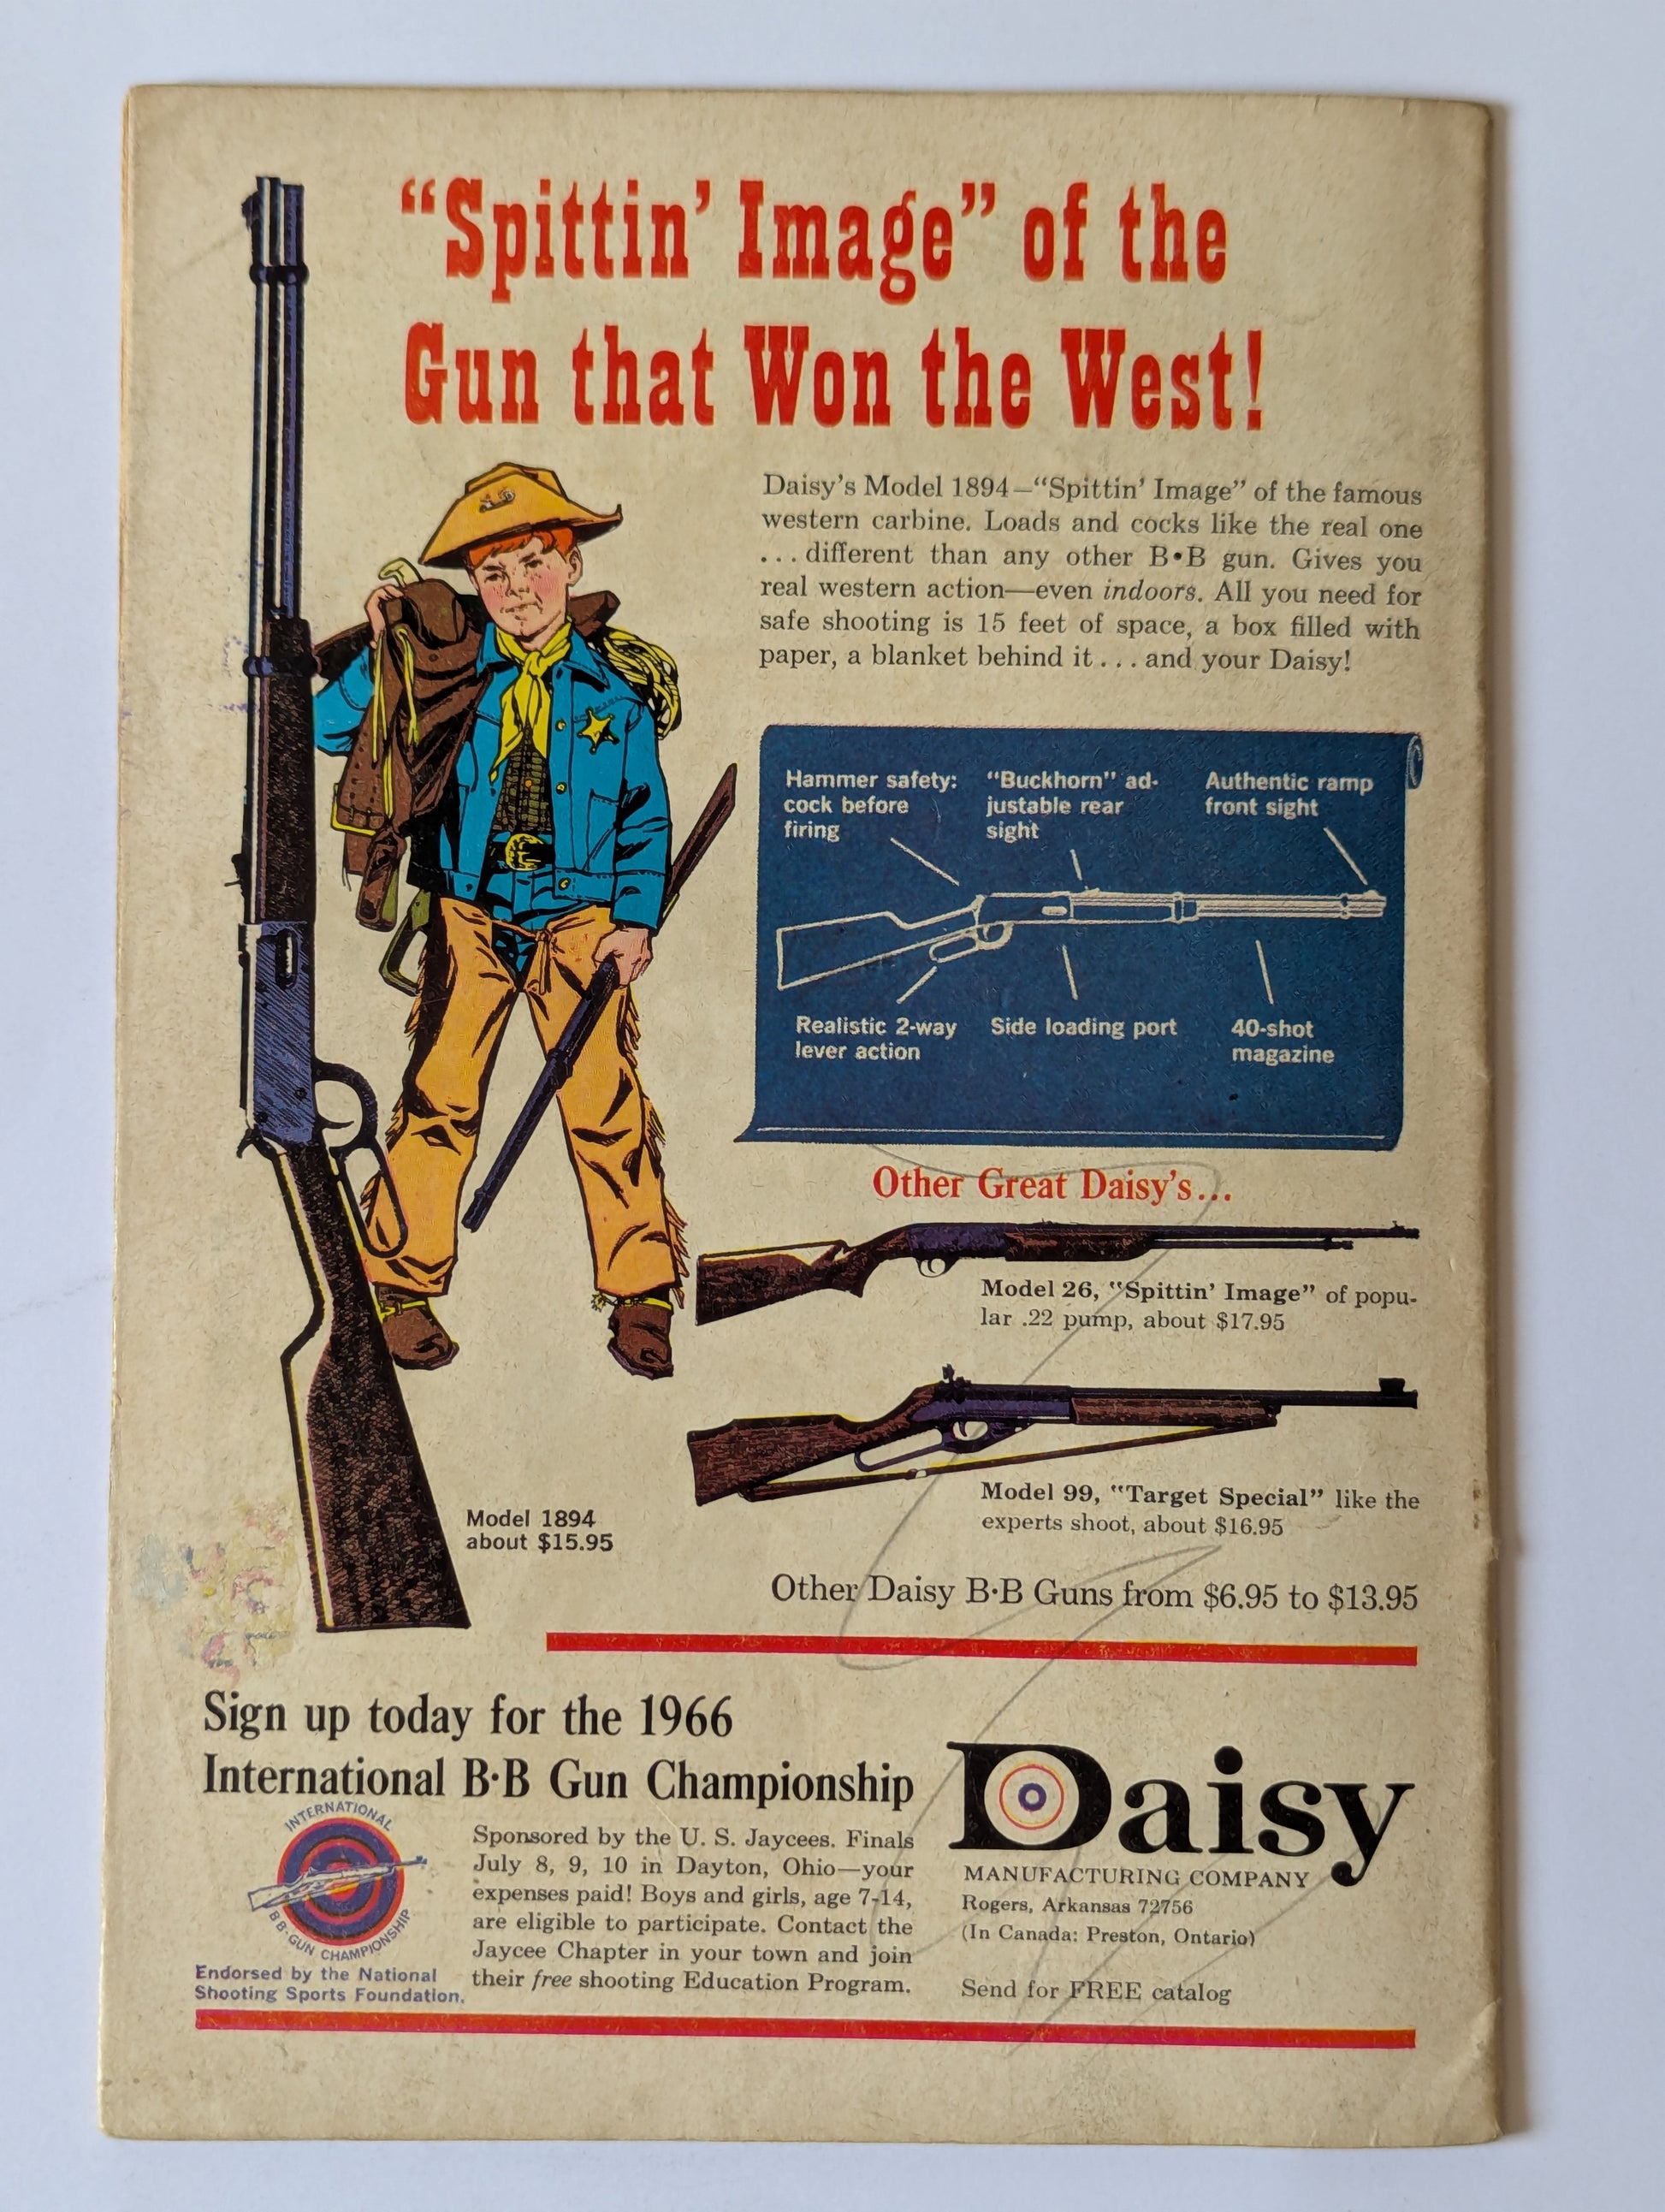 “Spittin’ Image” of the
Gun that Won the West!
Daisy’s Model 1894–“Spittin’ Image” of the famous
western carbine. Loads and cocks like the real one
...different than any other B•B gun. Gives you
real western action—even indoors. All you need for
safe shooting is 15 feet of space, a box filled with
paper, a blanket behind it...and your Daisy!
Hammer safety:
cock before
firing
“Buckhorn” ad-
justable rear
sight
Authentic ramp
front sight
Realistic 2-way
lever action
Side loading port
40-shot
magazine
Other Great Daisy’s...
Model 26, “Spittin’ Image” of popu-
lar .22 pump, about $17.95
Model 99, “Target Special” like the
experts shoot, about $16.95
Model 1894
about $15.95
Other Daisy B·B Guns from $6.95 to $13.95
Sign up today for the 1966
International B·B Gun Championship
INTERNATIONAL
B·B·GUN CHAMPIONSHIP
Endorsed by the National
Shooting Sports Foundation.
Sponsored by the U. S. Jaycees. Finals
July 8, 9, 10 in Dayton, Ohio—your
expenses paid! Boys and girls, age 7-14,
are eligible to participate. Contact the
Jaycee Chapter in your town and join
their free shooting Education Program.
Daisy
MANUFACTURING COMPANY
Rogers, Arkansas 72756
(In Canada: Preston, Ontario)
Send for FREE catalog